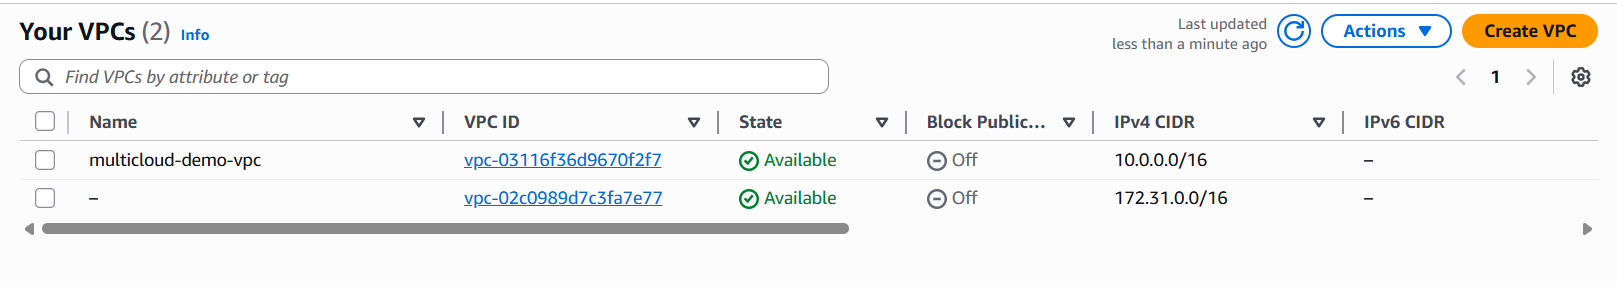 Your VPCs (2) Info
Last updated
less than a minute ago
Actions
Create VPC
Find VPCs by attribute or tag
1
Name VPC ID State Block Public... IPv4 CIDR IPv6 CIDR
multicloud-demo-vpc vpc-03116f36d9670f2f7 Available Off 10.0.0.0/16 –
– vpc-02c0989d7c3fa7e77 Available Off 172.31.0.0/16 –